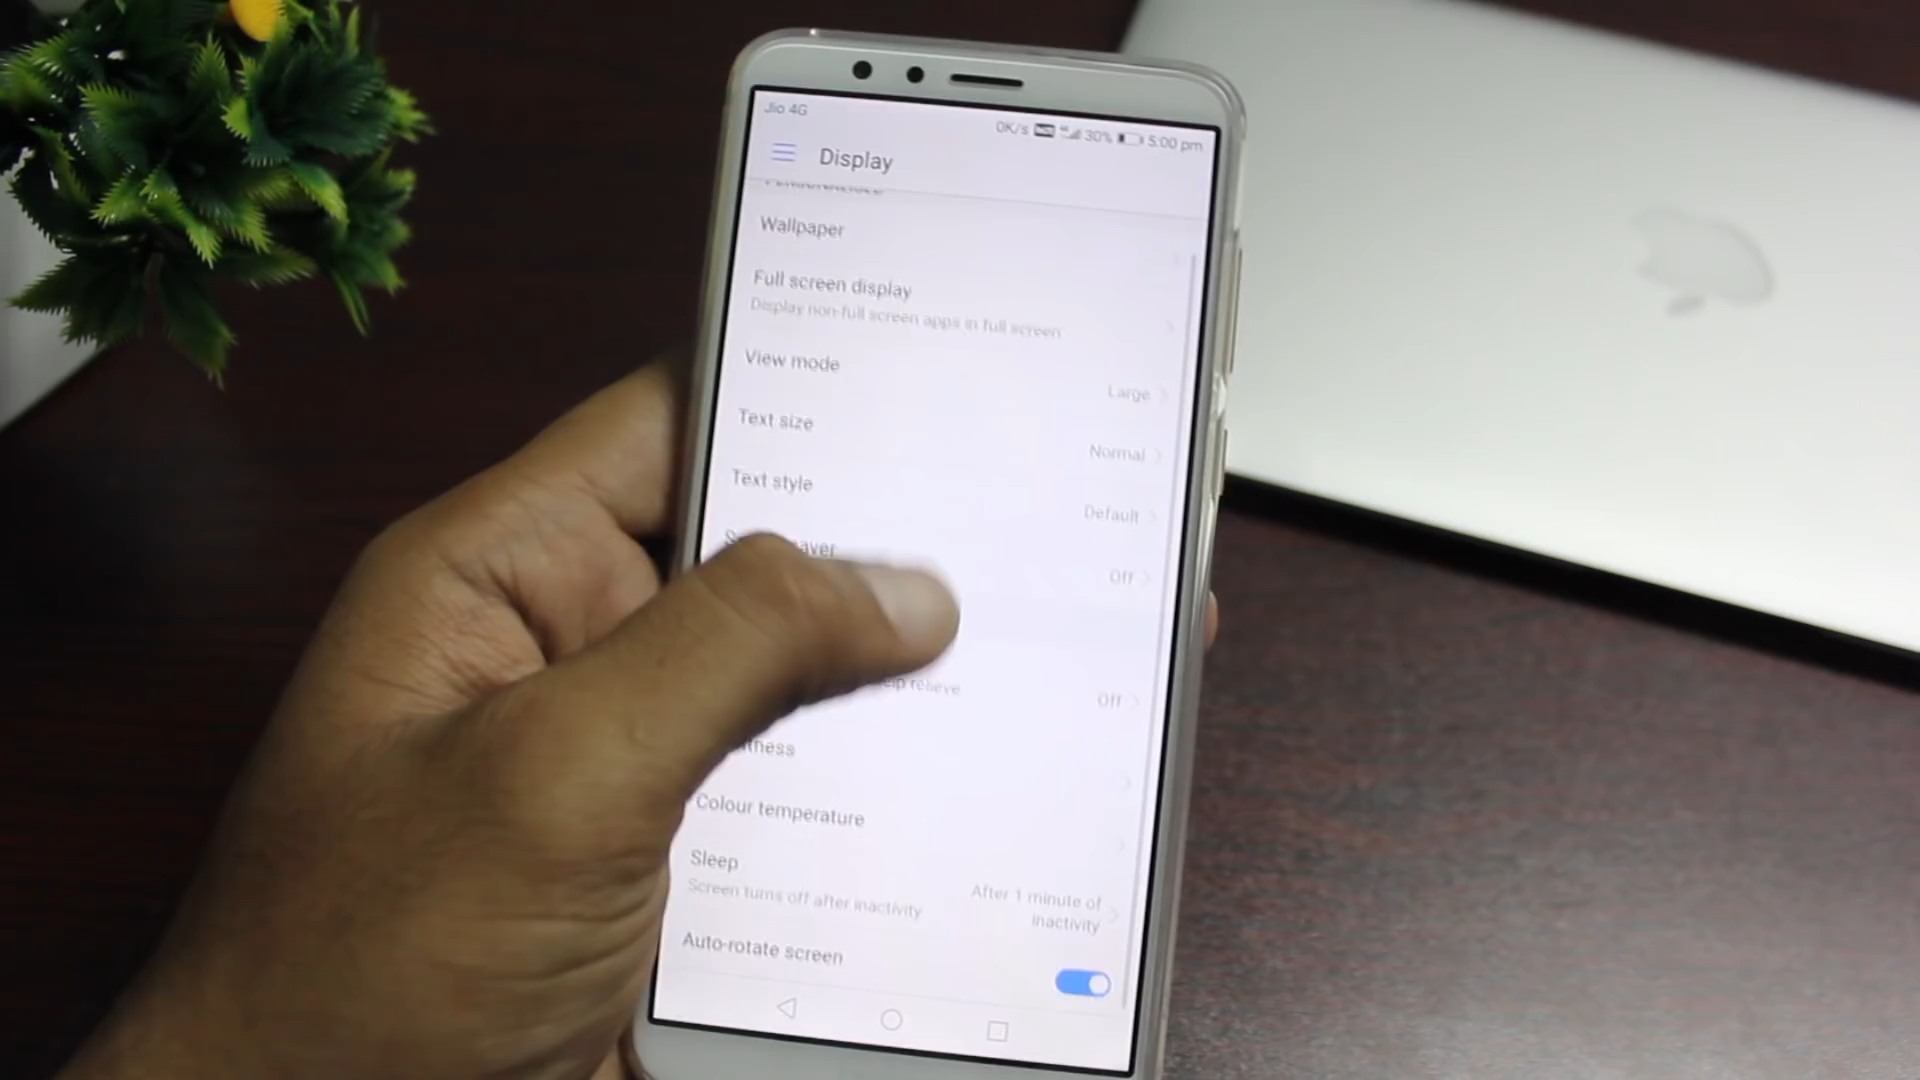 Jio 4G
0K/s 30% 5:00 pm
Display
Wallpaper
Full screen display
Display non-full screen apps in full screen
View mode
Large
Text size
Normal
Text style
Default
Off
relieve
Off
Colour temperature
Sleep
Screen turns off after inactivity
After 1 minute of
inactivity
Auto-rotate screen